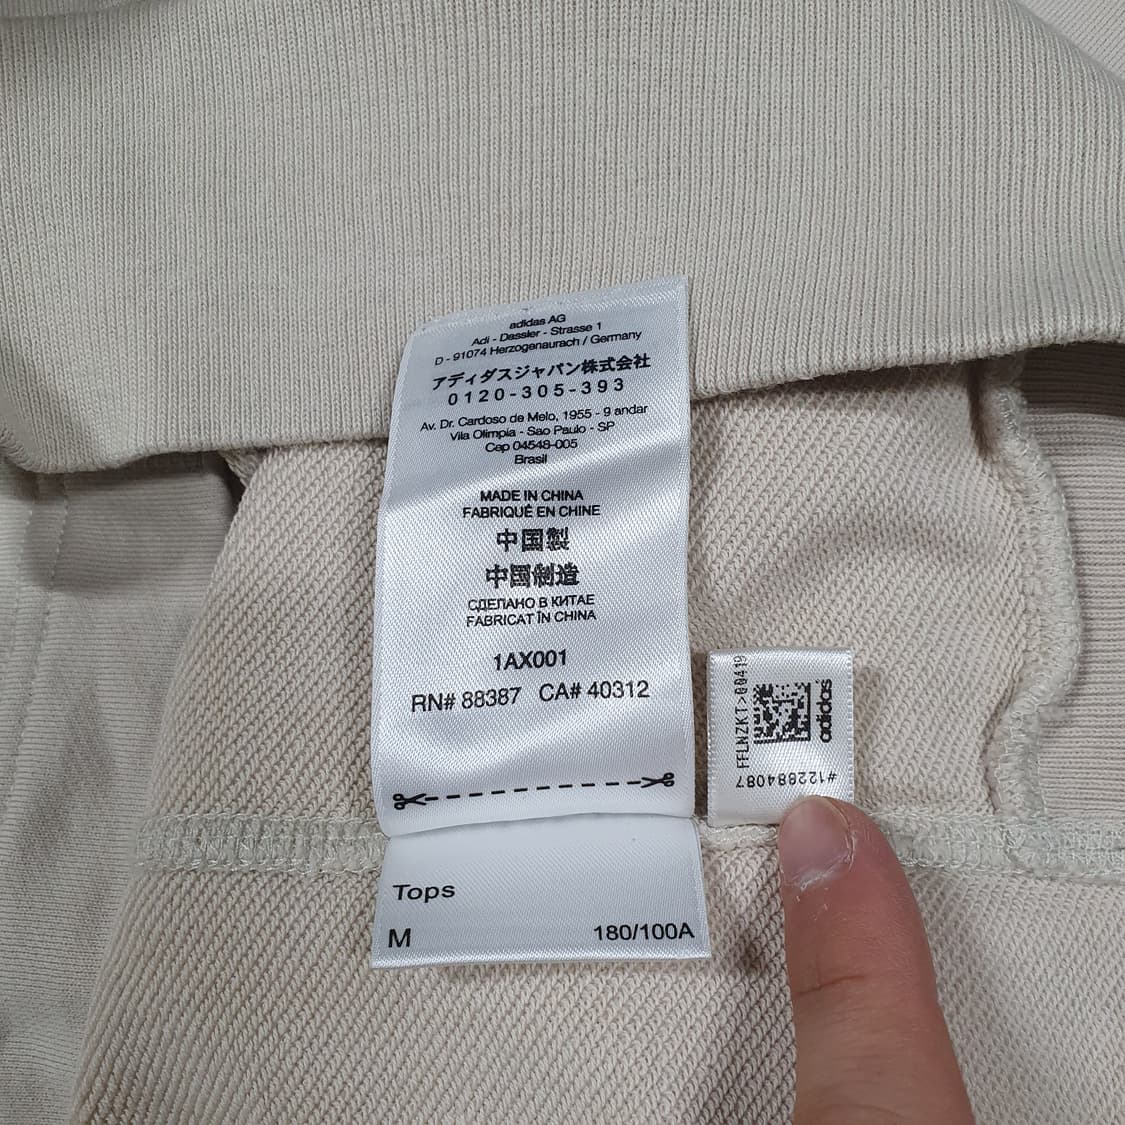 adidas AG
Adi - Dassler - Strasse 1
D - 91074 Herzogenaurach / Germany
アディダスジャパン株式会社
0120-305-393
Av. Dr. Cardoso de Melo, 1955 - 9 andar
Vila Olimpia - Sao Paulo - SP
Cep 04548-005
Brasil
MADE IN CHINA
FABRIQUÉ EN CHINE
中国製
中国制造
СДЕЛАНО В КИТАЕ
FABRICAT ÎN CHINA
1AX001
RN# 88387 CA# 40312
Tops
M 180/100A
FFLNZKT>00419
adidas
#122884087